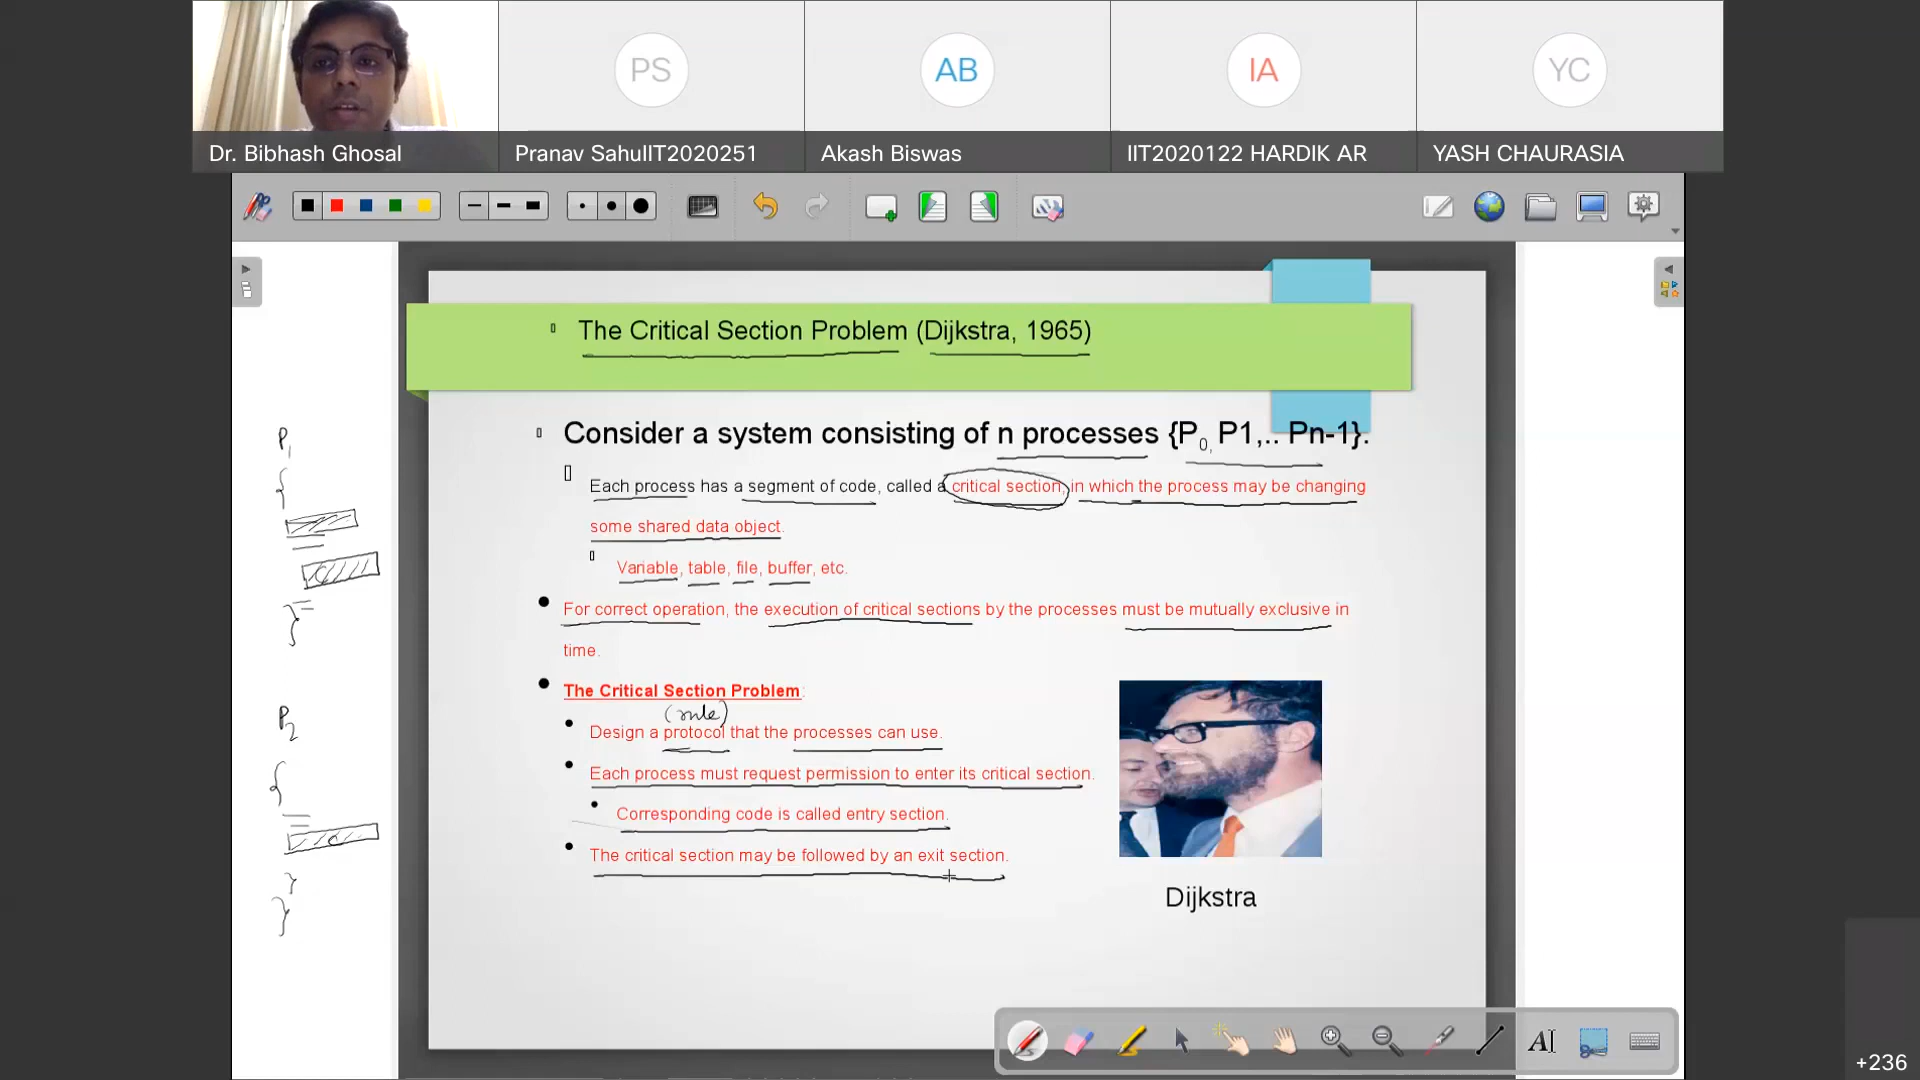 PS
AB
IA
YC
Dr. Bibhash Ghosal
Pranav SahuIIT2020251
Akash Biswas
IIT2020122 HARDIK AR
YASH CHAURASIA
The Critical Section Problem (Dijkstra, 1965)
Consider a system consisting of n processes {P0, P1,.. Pn-1}.
Each process has a segment of code, called a critical section, in which the process may be changing
some shared data object.
Variable, table, file, buffer, etc.
For correct operation, the execution of critical sections by the processes must be mutually exclusive in
time.
The Critical Section Problem:
(rule)
Design a protocol that the processes can use.
Each process must request permission to enter its critical section.
Corresponding code is called entry section.
The critical section may be followed by an exit section.
Dijkstra
P1
{
}
P2
{
}
AI
+236